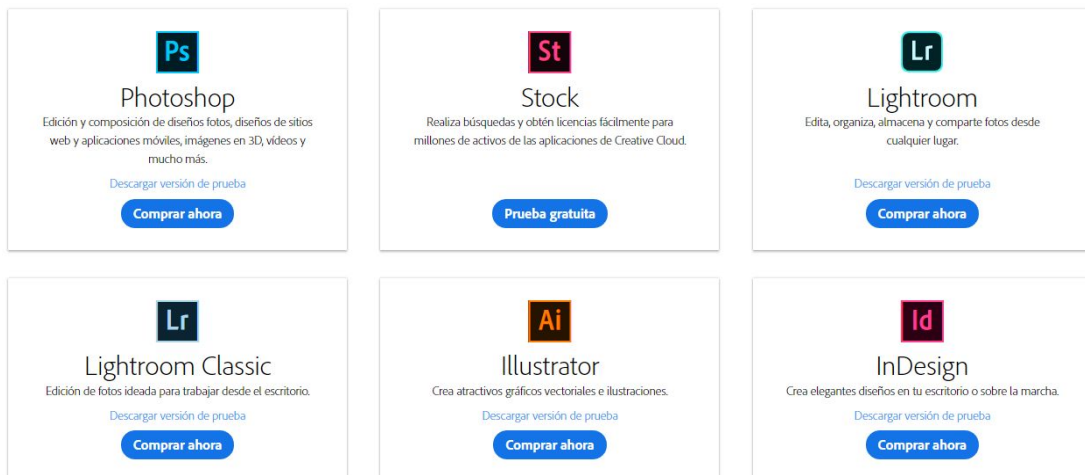 Ps
Photoshop
Edición y composición de diseños fotos, diseños de sitios
web y aplicaciones móviles, imágenes en 3D, vídeos y
mucho más.
Descargar versión de prueba
Comprar ahora
St
Stock
Realiza búsquedas y obtén licencias fácilmente para
millones de activos de las aplicaciones de Creative Cloud.
Prueba gratuita
Lr
Lightroom
Edita, organiza, almacena y comparte fotos desde
cualquier lugar.
Descargar versión de prueba
Comprar ahora
Lr
Lightroom Classic
Edición de fotos ideada para trabajar desde el escritorio.
Descargar versión de prueba
Comprar ahora
Ai
Illustrator
Crea atractivos gráficos vectoriales e ilustraciones.
Descargar versión de prueba
Comprar ahora
Id
InDesign
Crea elegantes diseños en tu escritorio o sobre la marcha.
Descargar versión de prueba
Comprar ahora